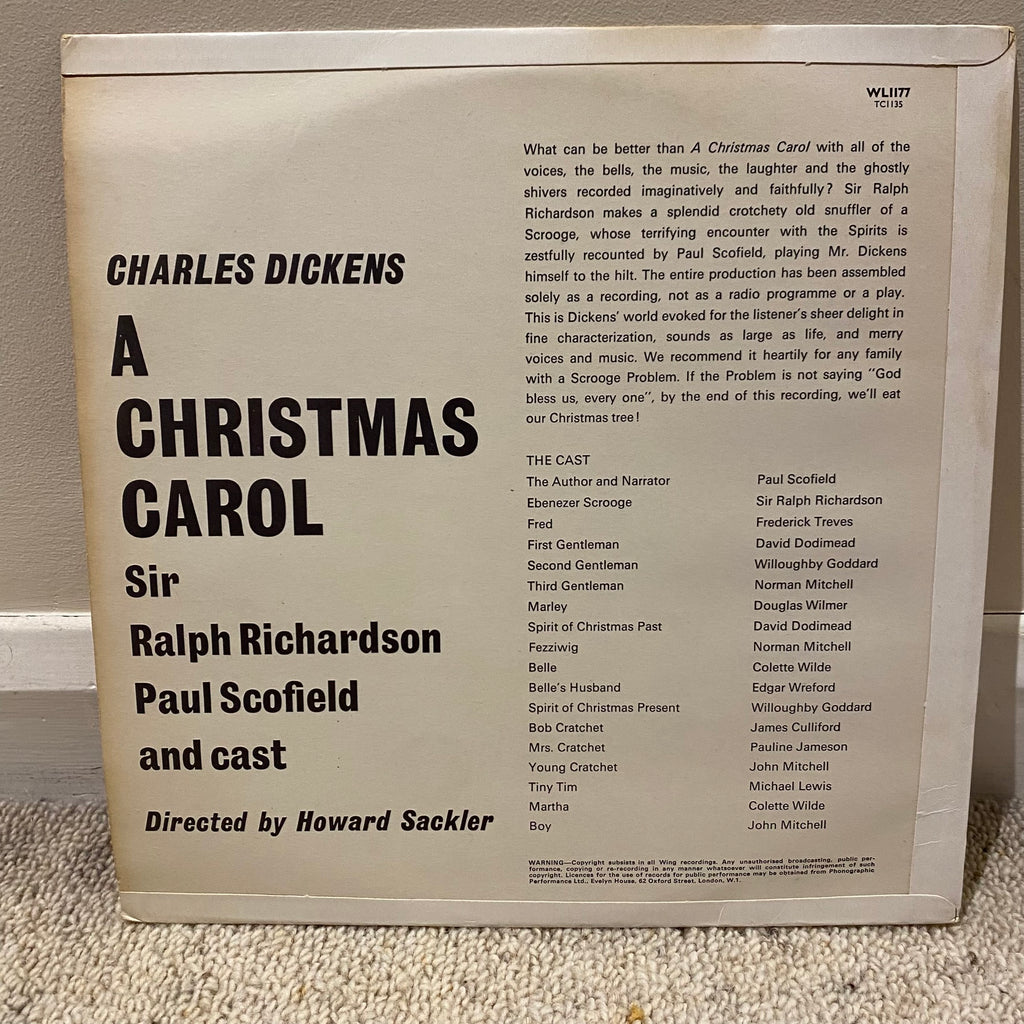 WL1177
TC1135
CHARLES DICKENS
A
CHRISTMAS
CAROL
Sir
Ralph Richardson
Paul Scofield
and cast
Directed by Howard Sackler
What can be better than A Christmas Carol with all of the
voices, the bells, the music, the laughter and the ghostly
shivers recorded imaginatively and faithfully? Sir Ralph
Richardson makes a splendid crotchety old snuffler of a
Scrooge, whose terrifying encounter with the Spirits is
zestfully recounted by Paul Scofield, playing Mr. Dickens
himself to the hilt. The entire production has been assembled
solely as a recording, not as a radio programme or a play.
This is Dickens' world evoked for the listener's sheer delight in
fine characterization, sounds as large as life, and merry
voices and music. We recommend it heartily for any family
with a Scrooge Problem. If the Problem is not saying "God
bless us, every one", by the end of this recording, we'll eat
our Christmas tree!
THE CAST
The Author and Narrator Paul Scofield
Ebenezer Scrooge Sir Ralph Richardson
Fred Frederick Treves
First Gentleman David Dodimead
Second Gentleman Willoughby Goddard
Third Gentleman Norman Mitchell
Marley Douglas Wilmer
Spirit of Christmas Past David Dodimead
Fezziwig Norman Mitchell
Belle Colette Wilde
Belle's Husband Edgar Wreford
Spirit of Christmas Present Willoughby Goddard
Bob Cratchet James Culliford
Mrs. Cratchet Pauline Jameson
Young Cratchet John Mitchell
Tiny Tim Michael Lewis
Martha Colette Wilde
Boy John Mitchell
WARNING—Copyright subsists in all Wing recordings. Any unauthorised broadcasting, public per-
formance, copying or re-recording in any manner whatsoever will constitute infringement of such
copyright. Licences for the use of records for public performance may be obtained from Phonographic
Performance Ltd., Evelyn House, 62 Oxford Street, London, W.1.